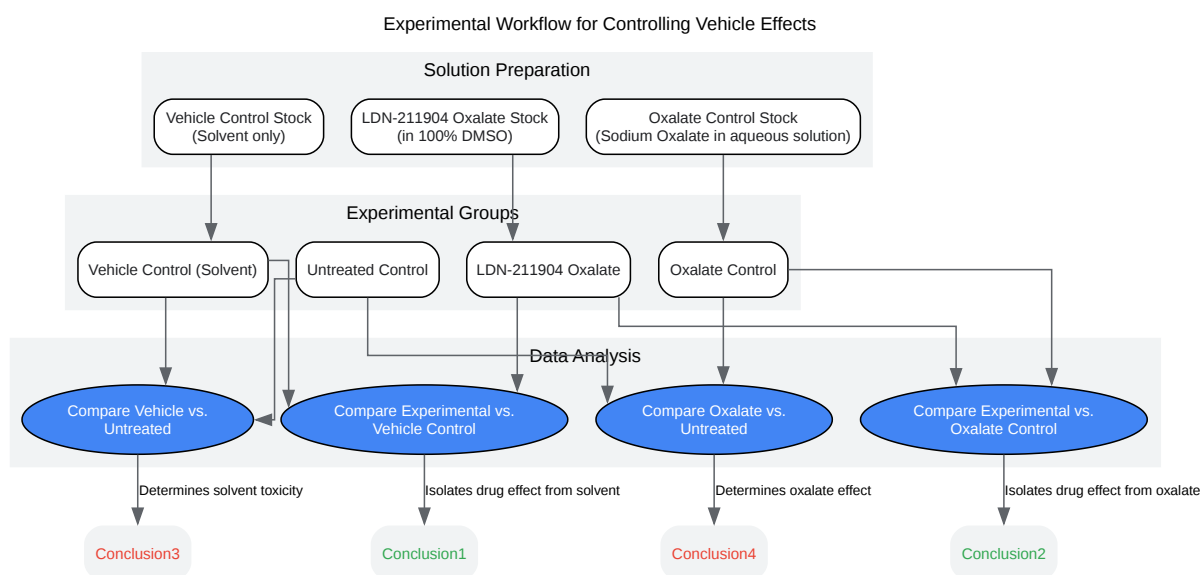 Experimental Workflow for Controlling Vehicle Effects
Solution Preparation
Vehicle Control Stock
(Solvent only)
LDN-211904 Oxalate Stock
(in 100% DMSO)
Oxalate Control Stock
(Sodium Oxalate in aqueous solution)
Experimental Groups
Vehicle Control (Solvent)
Untreated Control
LDN-211904 Oxalate
Oxalate Control
Data Analysis
Compare Vehicle vs.
Untreated
Compare Experimental vs.
Vehicle Control
Compare Oxalate vs.
Untreated
Compare Experimental vs.
Oxalate Control
Determines solvent toxicity
Isolates drug effect from solvent
Determines oxalate effect
Isolates drug effect from oxalate
Conclusion3
Conclusion1
Conclusion4
Conclusion2